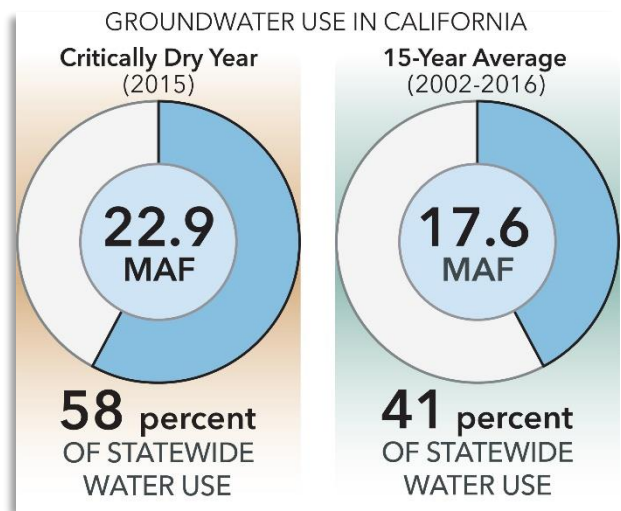 GROUNDWATER USE IN CALIFORNIA
Critically Dry Year
(2015)
22.9
MAF
58 percent
OF STATEWIDE
WATER USE
15-Year Average
(2002-2016)
17.6
MAF
41 percent
OF STATEWIDE
WATER USE